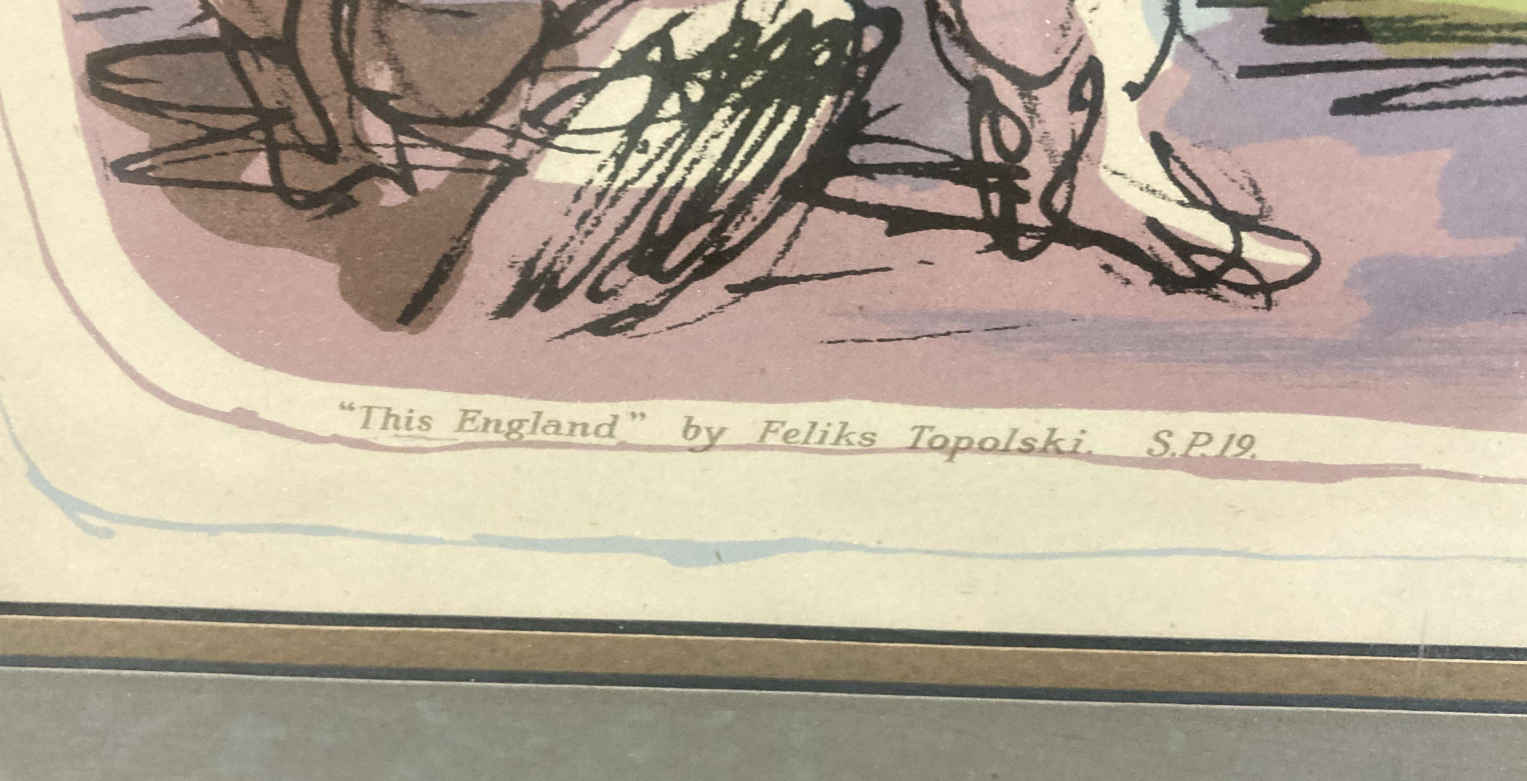 “This England” by Feliks Topolski. S.P.19.